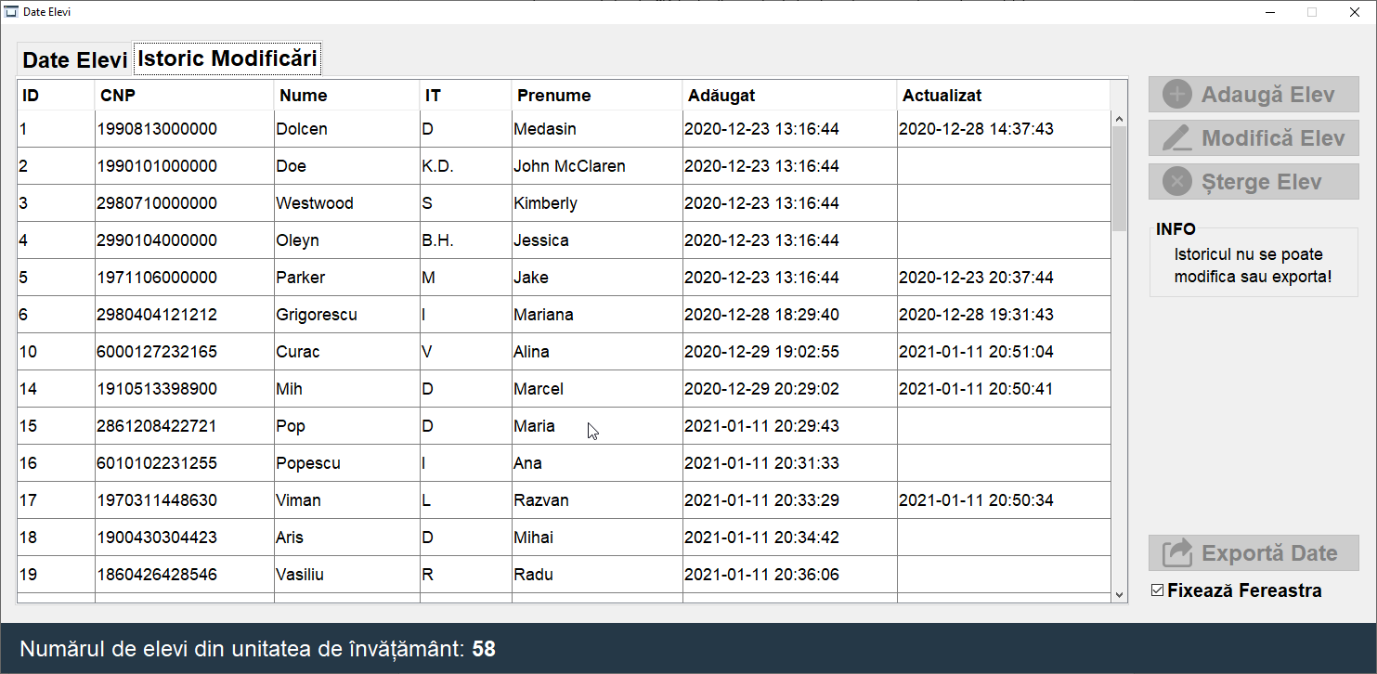 Date Elevi
Date Elevi Istoric Modificări
ID CNP Nume IT Prenume Adăugat Actualizat
1 1990813000000 Dolcen D Medasin 2020-12-23 13:16:44 2020-12-28 14:37:43
2 1990101000000 Doe K.D. John McClaren 2020-12-23 13:16:44
3 2980710000000 Westwood S Kimberly 2020-12-23 13:16:44
4 2990104000000 Oleyn B.H. Jessica 2020-12-23 13:16:44
5 1971106000000 Parker M Jake 2020-12-23 13:16:44 2020-12-23 20:37:44
6 2980404121212 Grigorescu I Mariana 2020-12-28 18:29:40 2020-12-28 19:31:43
10 6000127232165 Curac V Alina 2020-12-29 19:02:55 2021-01-11 20:51:04
14 1910513398900 Mih D Marcel 2020-12-29 20:29:02 2021-01-11 20:50:41
15 2861208422721 Pop D Maria 2021-01-11 20:29:43
16 6010102231255 Popescu I Ana 2021-01-11 20:31:33
17 1970311448630 Viman L Razvan 2021-01-11 20:33:29 2021-01-11 20:50:34
18 1900430304423 Aris D Mihai 2021-01-11 20:34:42
19 1860426428546 Vasiliu R Radu 2021-01-11 20:36:06
Adaugă Elev
Modifică Elev
Șterge Elev
INFO
Istoricul nu se poate
modifica sau exporta!
Exportă Date
Fixează Fereastra
Numărul de elevi din unitatea de învățământ: 58